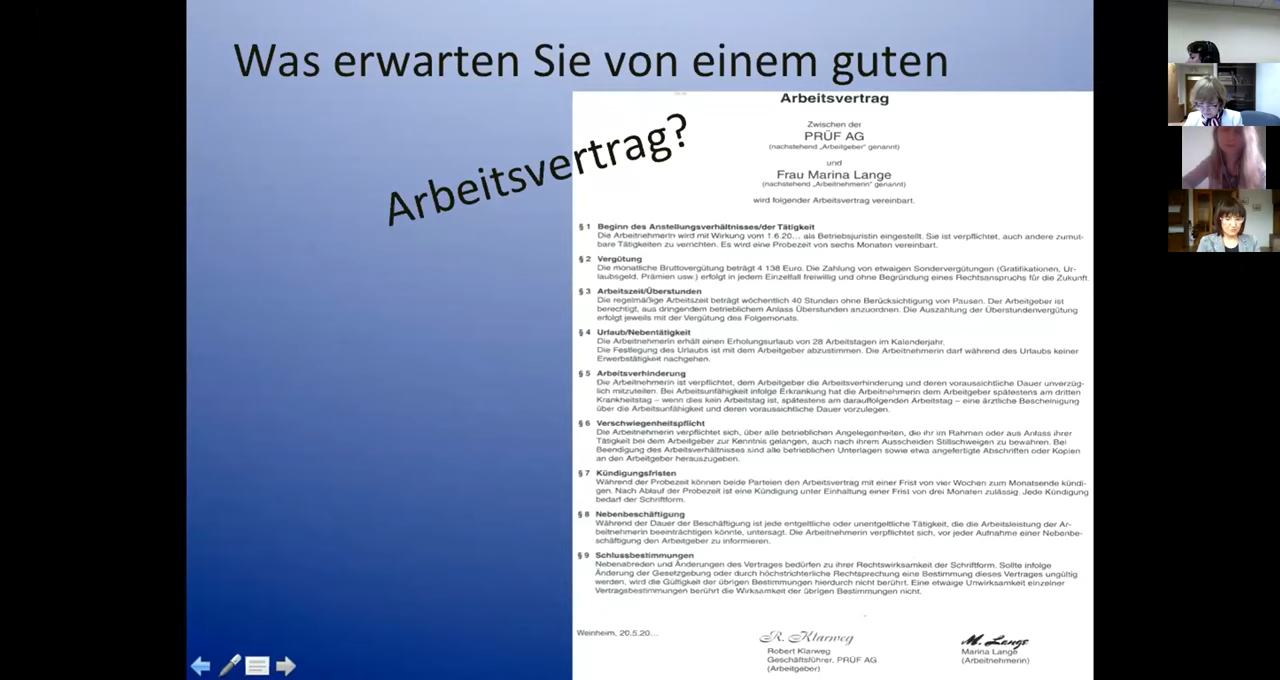 Was erwarten Sie von einem guten
Arbeitsvertrag?
Arbeitsvertrag
Zwischen der
PRÜF AG
(nachstehend „Arbeitgeber" genannt)
und
Frau Marina Lange
(nachstehend „Arbeitnehmerin" genannt)
wird folgender Arbeitsvertrag vereinbart.
§ 1 Beginn des Anstellungsverhältnisses/der Tätigkeit
Die Arbeitnehmerin wird mit Wirkung vom 1.6.20... als Betriebsjuristin eingestellt. Sie ist verpflichtet, auch andere zumut-
bare Tätigkeiten zu verrichten. Es wird eine Probezeit von sechs Monaten vereinbart.
§ 2 Vergütung
Die monatliche Bruttovergütung beträgt 4 138 Euro. Die Zahlung von etwaigen Sondervergütungen (Gratifikationen, Ur-
laubsgeld, Prämien usw.) erfolgt in jedem Einzelfall freiwillig und ohne Begründung eines Rechtsanspruchs für die Zukunft.
§ 3 Arbeitszeit/Überstunden
Die regelmäßige Arbeitszeit beträgt wöchentlich 40 Stunden ohne Berücksichtigung von Pausen. Der Arbeitgeber ist
berechtigt, aus dringendem betrieblichem Anlass Überstunden anzuordnen. Die Auszahlung der Überstundenvergütung
erfolgt jeweils mit der Vergütung des Folgemonats.
§ 4 Urlaub/Nebentätigkeit
Die Arbeitnehmerin erhält einen Erholungsurlaub von 28 Arbeitstagen im Kalenderjahr.
Die Festlegung des Urlaubs ist mit dem Arbeitgeber abzustimmen. Die Arbeitnehmerin darf während des Urlaubs keiner
Erwerbstätigkeit nachgehen.
§ 5 Arbeitsverhinderung
Die Arbeitnehmerin ist verpflichtet, dem Arbeitgeber die Arbeitsverhinderung und deren voraussichtliche Dauer unverzüg-
lich mitzuteilen. Bei Arbeitsunfähigkeit infolge Erkrankung hat die Arbeitnehmerin dem Arbeitgeber spätestens am dritten
Krankheitstag – wenn dies kein Arbeitstag ist, spätestens am darauffolgenden Arbeitstag – eine ärztliche Bescheinigung
über die Arbeitsunfähigkeit und deren voraussichtliche Dauer vorzulegen.
§ 6 Verschwiegenheitspflicht
Die Arbeitnehmerin verpflichtet sich, über alle betrieblichen Angelegenheiten, die ihr im Rahmen oder aus Anlass ihrer
Tätigkeit bei dem Arbeitgeber zur Kenntnis gelangen, auch nach ihrem Ausscheiden Stillschweigen zu bewahren. Bei
Beendigung des Arbeitsverhältnisses sind alle betrieblichen Unterlagen sowie etwa angefertigte Abschriften oder Kopien
an den Arbeitgeber herauszugeben.
§ 7 Kündigungsfristen
Während der Probezeit können beide Parteien den Arbeitsvertrag mit einer Frist von vier Wochen zum Monatsende kündi-
gen. Nach Ablauf der Probezeit ist eine Kündigung unter Einhaltung einer Frist von drei Monaten zulässig. Jede Kündigung
bedarf der Schriftform.
§ 8 Nebenbeschäftigung
Während der Dauer der Beschäftigung ist jede entgeltliche oder unentgeltliche Tätigkeit, die die Arbeitsleistung der Ar-
beitnehmerin beeinträchtigen könnte, untersagt. Die Arbeitnehmerin verpflichtet sich, vor jeder Aufnahme einer Nebenbe-
schäftigung den Arbeitgeber zu informieren.
§ 9 Schlussbestimmungen
Nebenabreden und Änderungen des Vertrages bedürfen zu ihrer Rechtswirksamkeit der Schriftform. Sollte infolge
Änderung der Gesetzgebung oder durch höchstrichterliche Rechtsprechung eine Bestimmung dieses Vertrages ungültig
werden, wird die Gültigkeit der übrigen Bestimmungen hierdurch nicht berührt. Eine etwaige Unwirksamkeit einzelner
Vertragsbestimmungen berührt die Wirksamkeit der übrigen Bestimmungen nicht.
Weinheim, 20.5.20...
R. Klarweg
Robert Klarweg
Geschäftsführer, PRÜF AG
(Arbeitgeber)
M. Lange
Marina Lange
(Arbeitnehmerin)